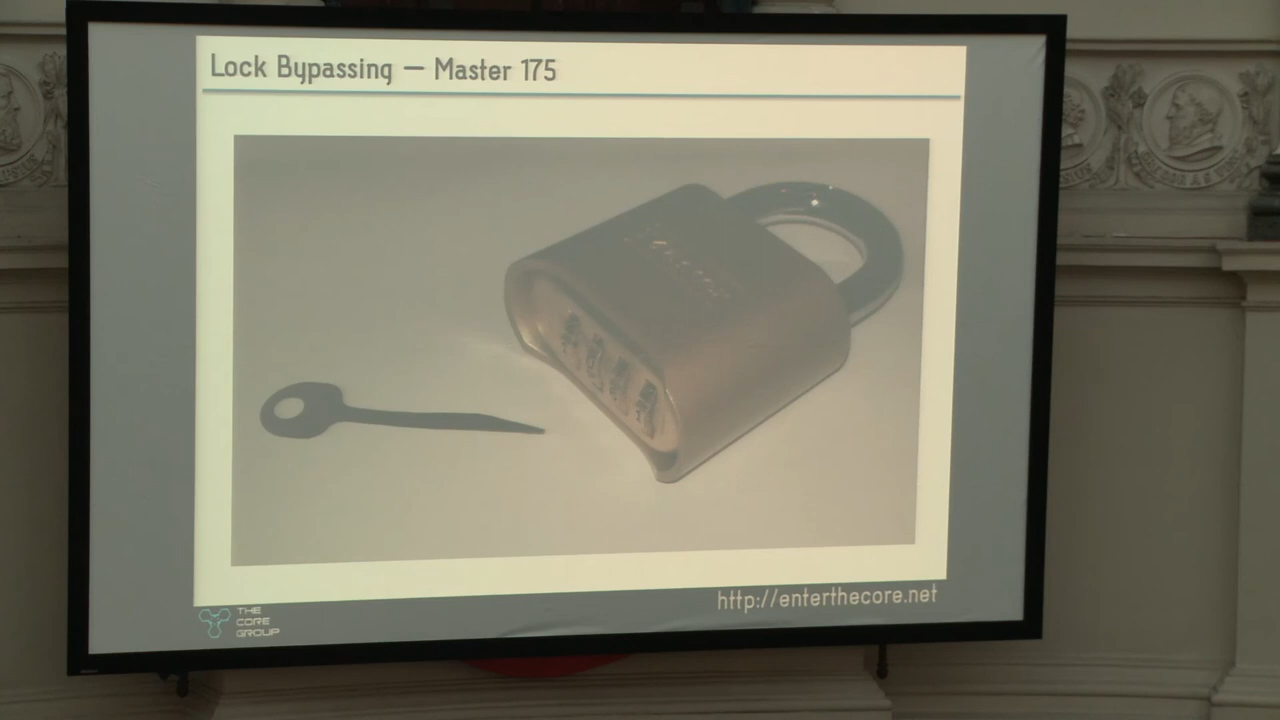 Lock Bypassing — Master 175
http://enterthecore.net
THE
CORE
GROUP